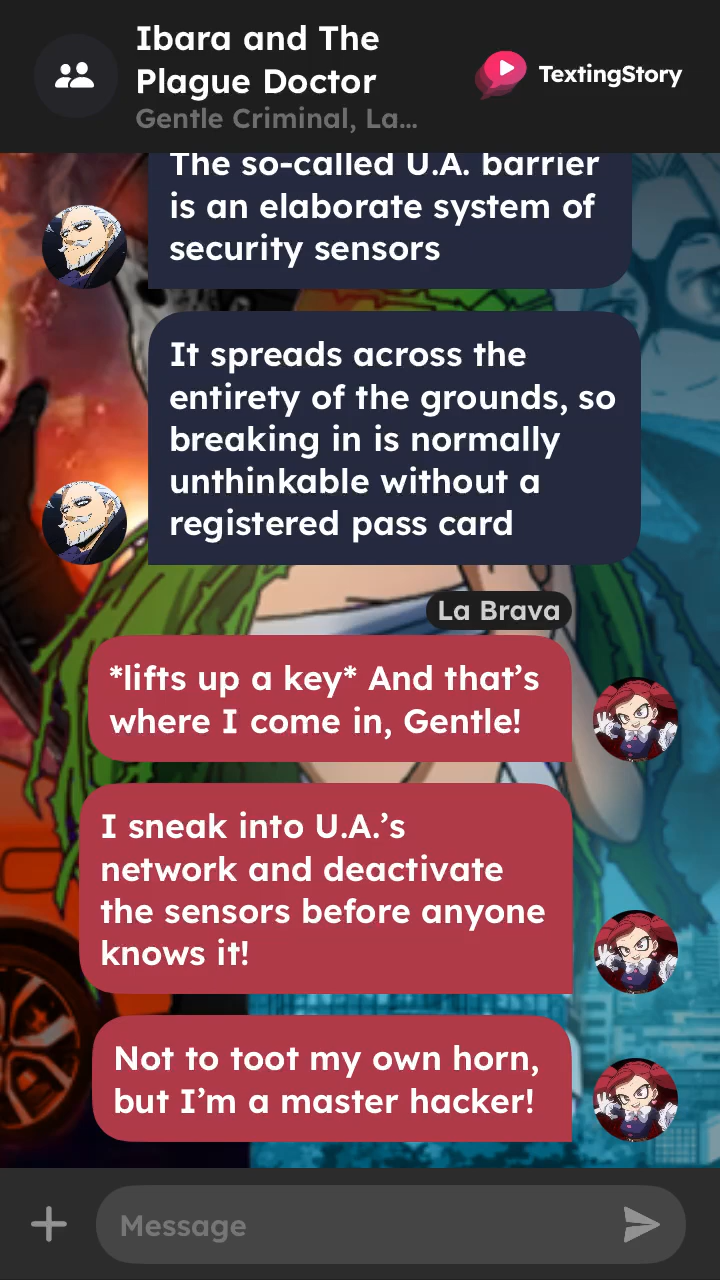 Ibara and The
Plague Doctor
Gentle Criminal, La...
TextingStory
The so-called U.A. barrier
is an elaborate system of
security sensors
It spreads across the
entirety of the grounds, so
breaking in is normally
unthinkable without a
registered pass card
La Brava
*lifts up a key* And that’s
where I come in, Gentle!
I sneak into U.A.’s
network and deactivate
the sensors before anyone
knows it!
Not to toot my own horn,
but I’m a master hacker!
Message